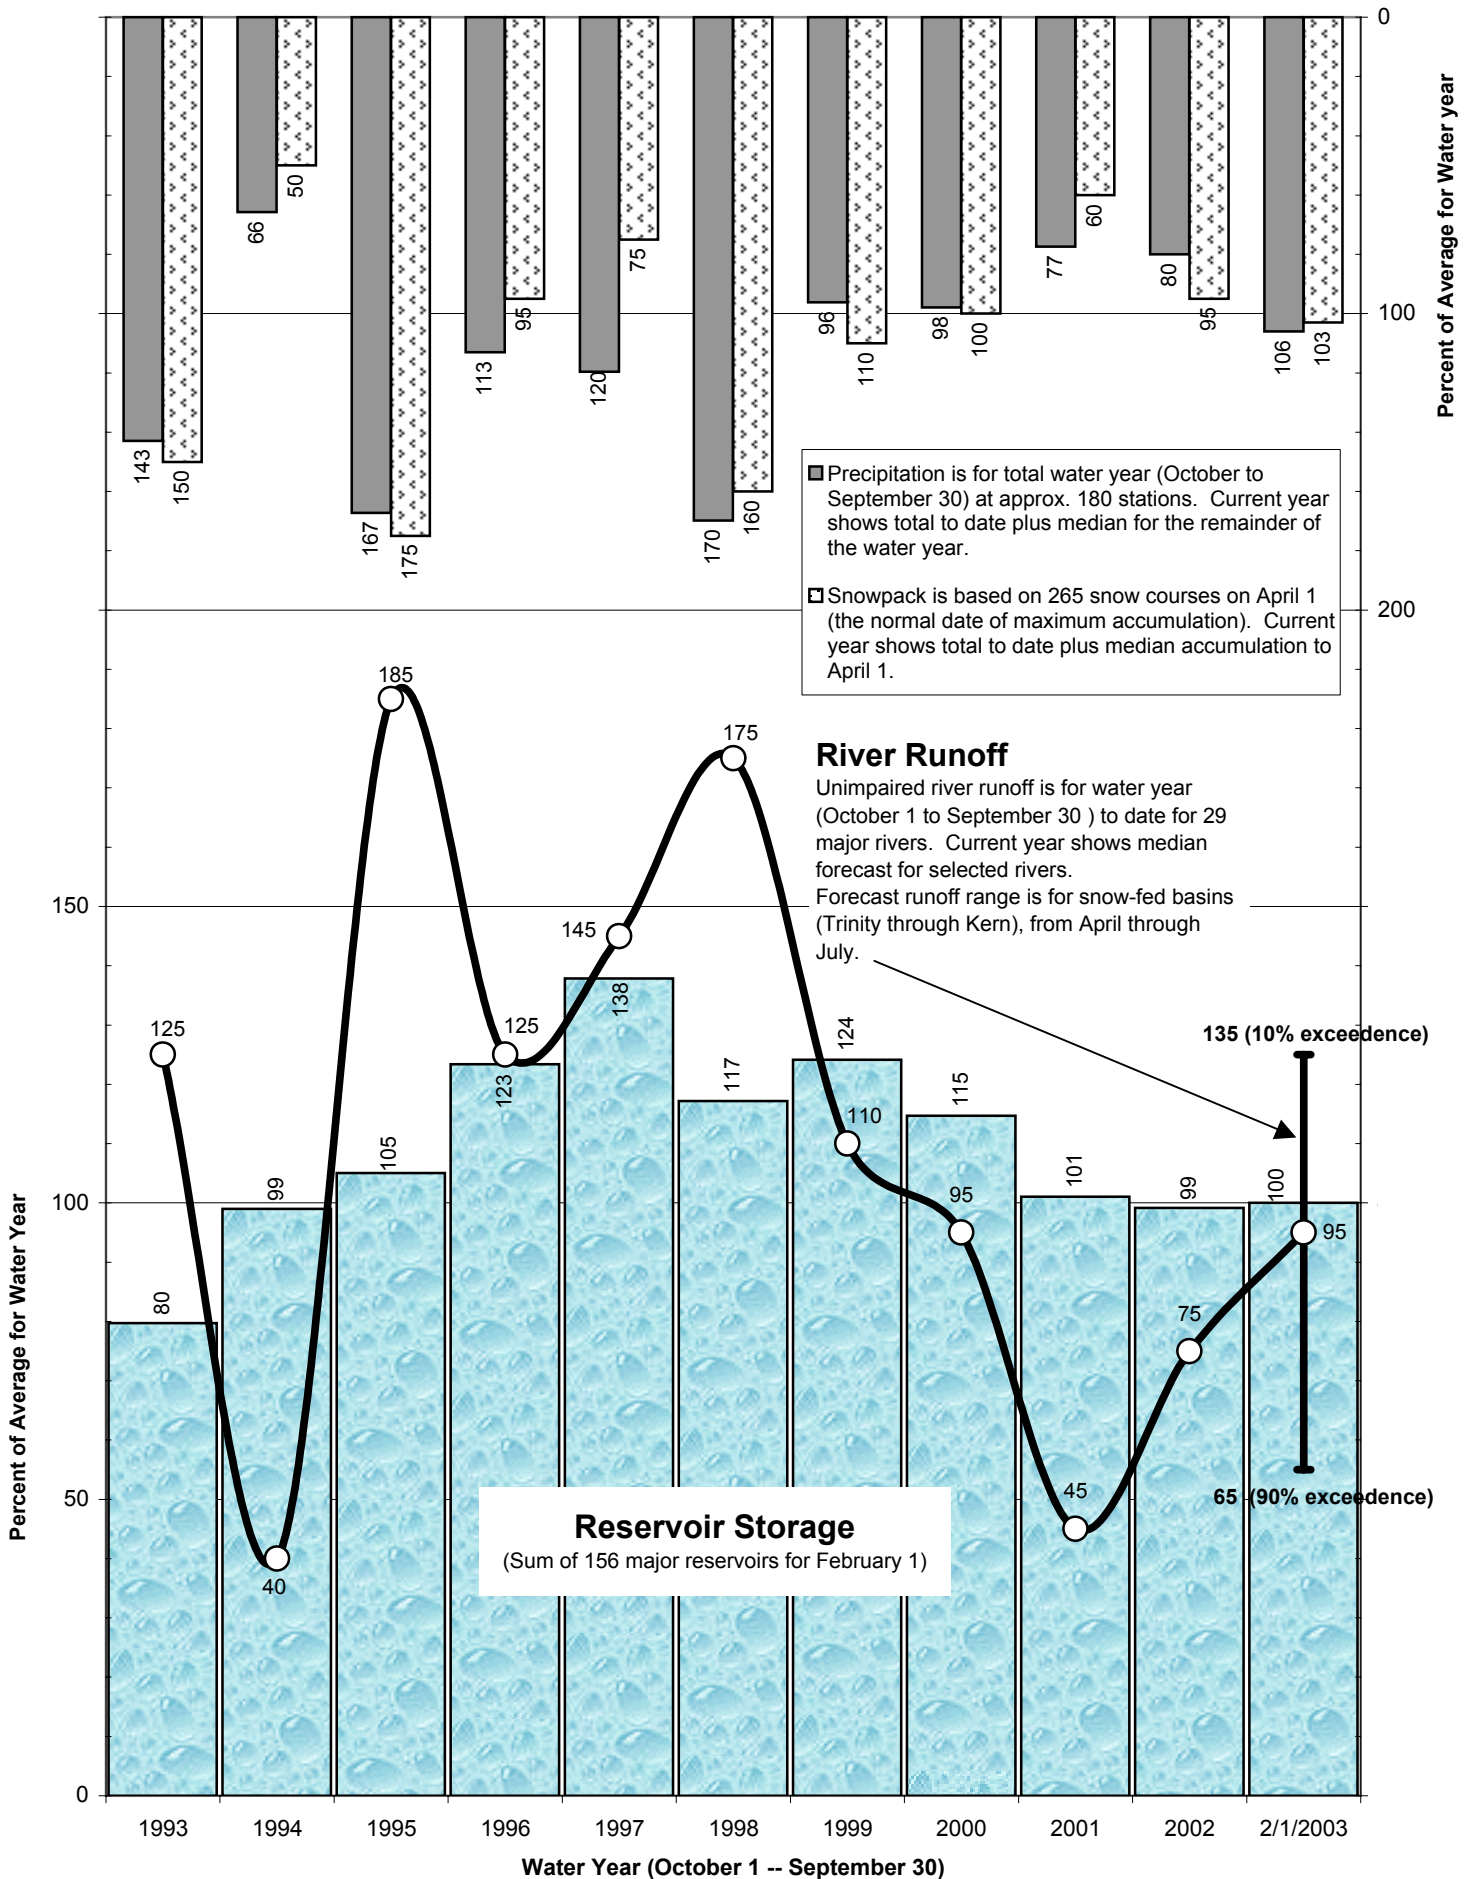 0
Percent of Average for Water year
100
200
143
150
66
50
167
175
113
95
120
75
170
160
96
110
98
100
77
60
80
95
106
103
Precipitation is for total water year (October to
September 30) at approx. 180 stations.  Current year
shows total to date plus median for the remainder of
the water year.
Snowpack is based on 265 snow courses on April 1
(the normal date of maximum accumulation).  Current
year shows total to date plus median accumulation to
April 1.
River Runoff
Unimpaired river runoff is for water year
(October 1 to September 30 ) to date for 29
major rivers.  Current year shows median
forecast for selected rivers.
Forecast runoff range is for snow-fed basins
(Trinity through Kern), from April through
July.
135 (10% exceedence)
65  (90% exceedence)
125
40
185
125
145
175
110
95
45
75
95
80
99
105
123
138
117
124
115
101
99
100
Reservoir Storage
(Sum of 156 major reservoirs for February 1)
150
100
50
0
Percent of Average for Water Year
1993
1994
1995
1996
1997
1998
1999
2000
2001
2002
2/1/2003
Water Year (October 1 -- September 30)